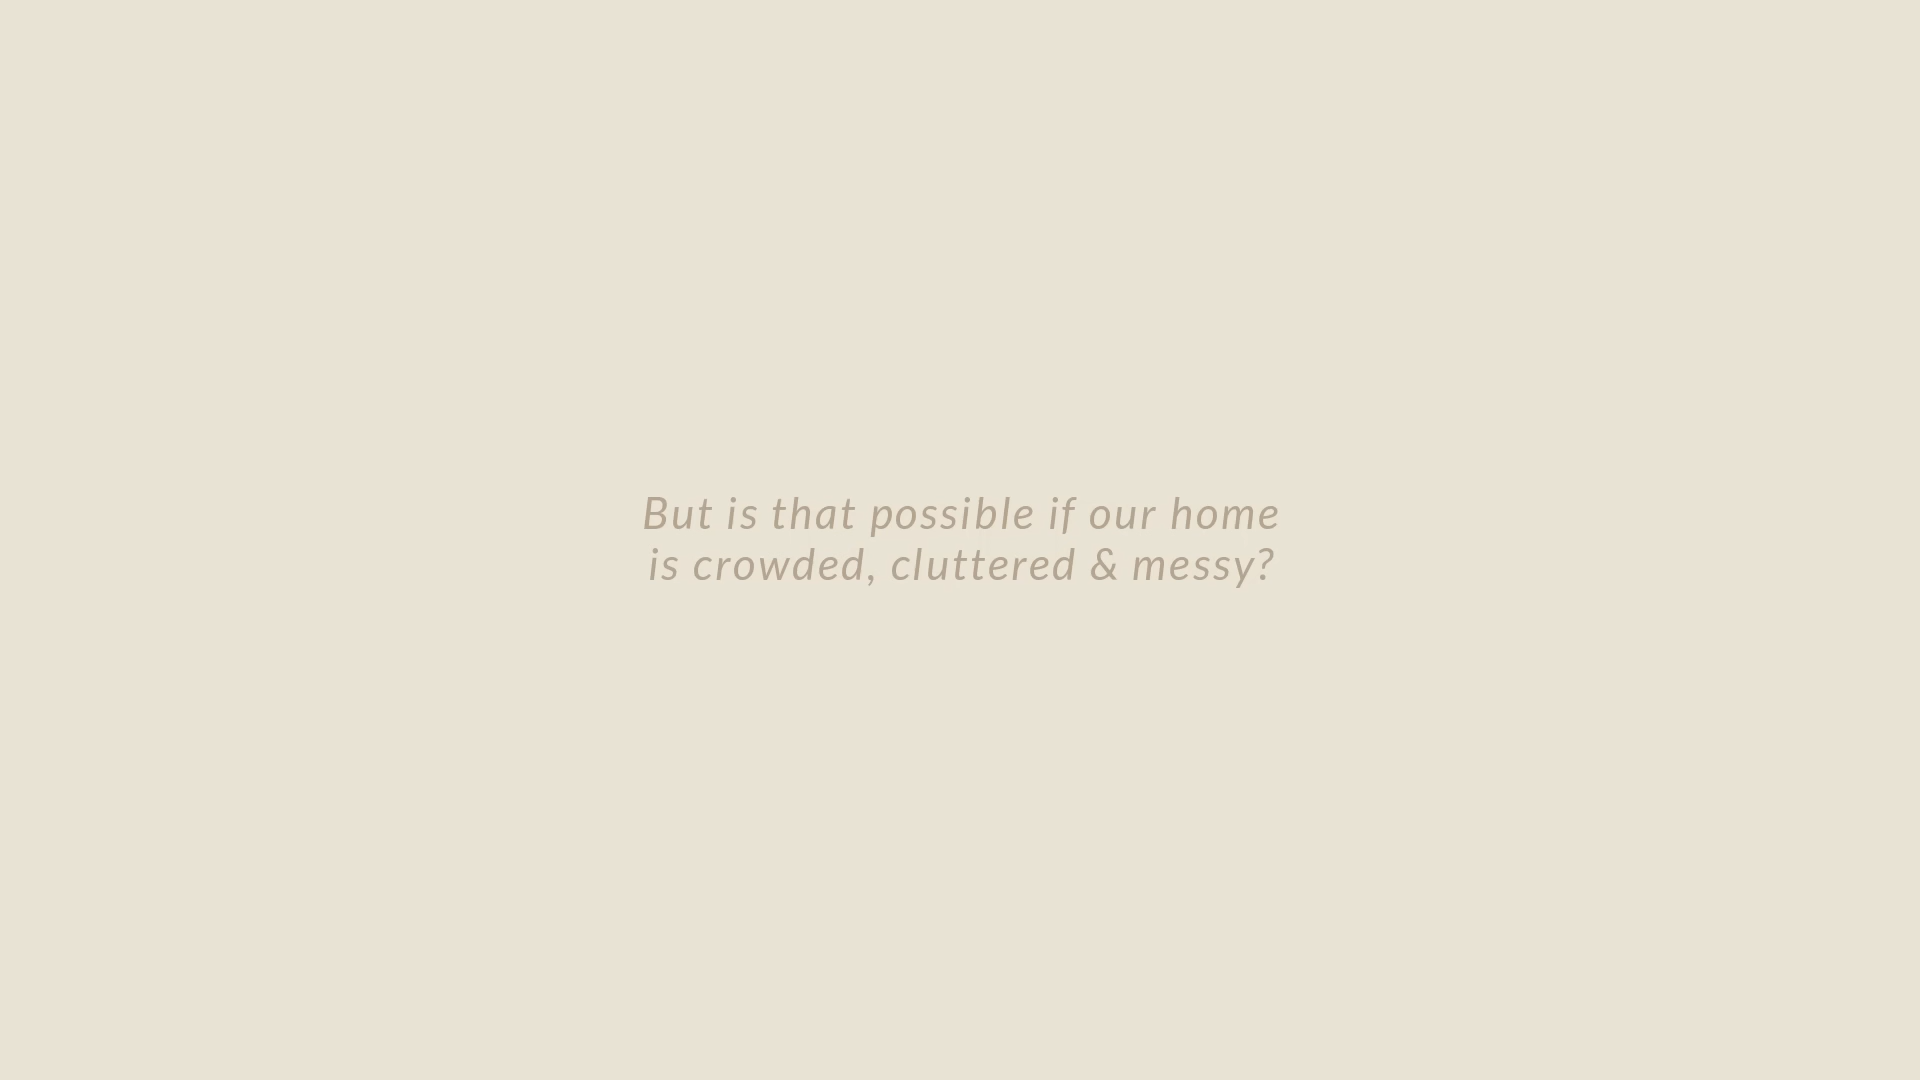 But is that possible if our home
is crowded, cluttered & messy?